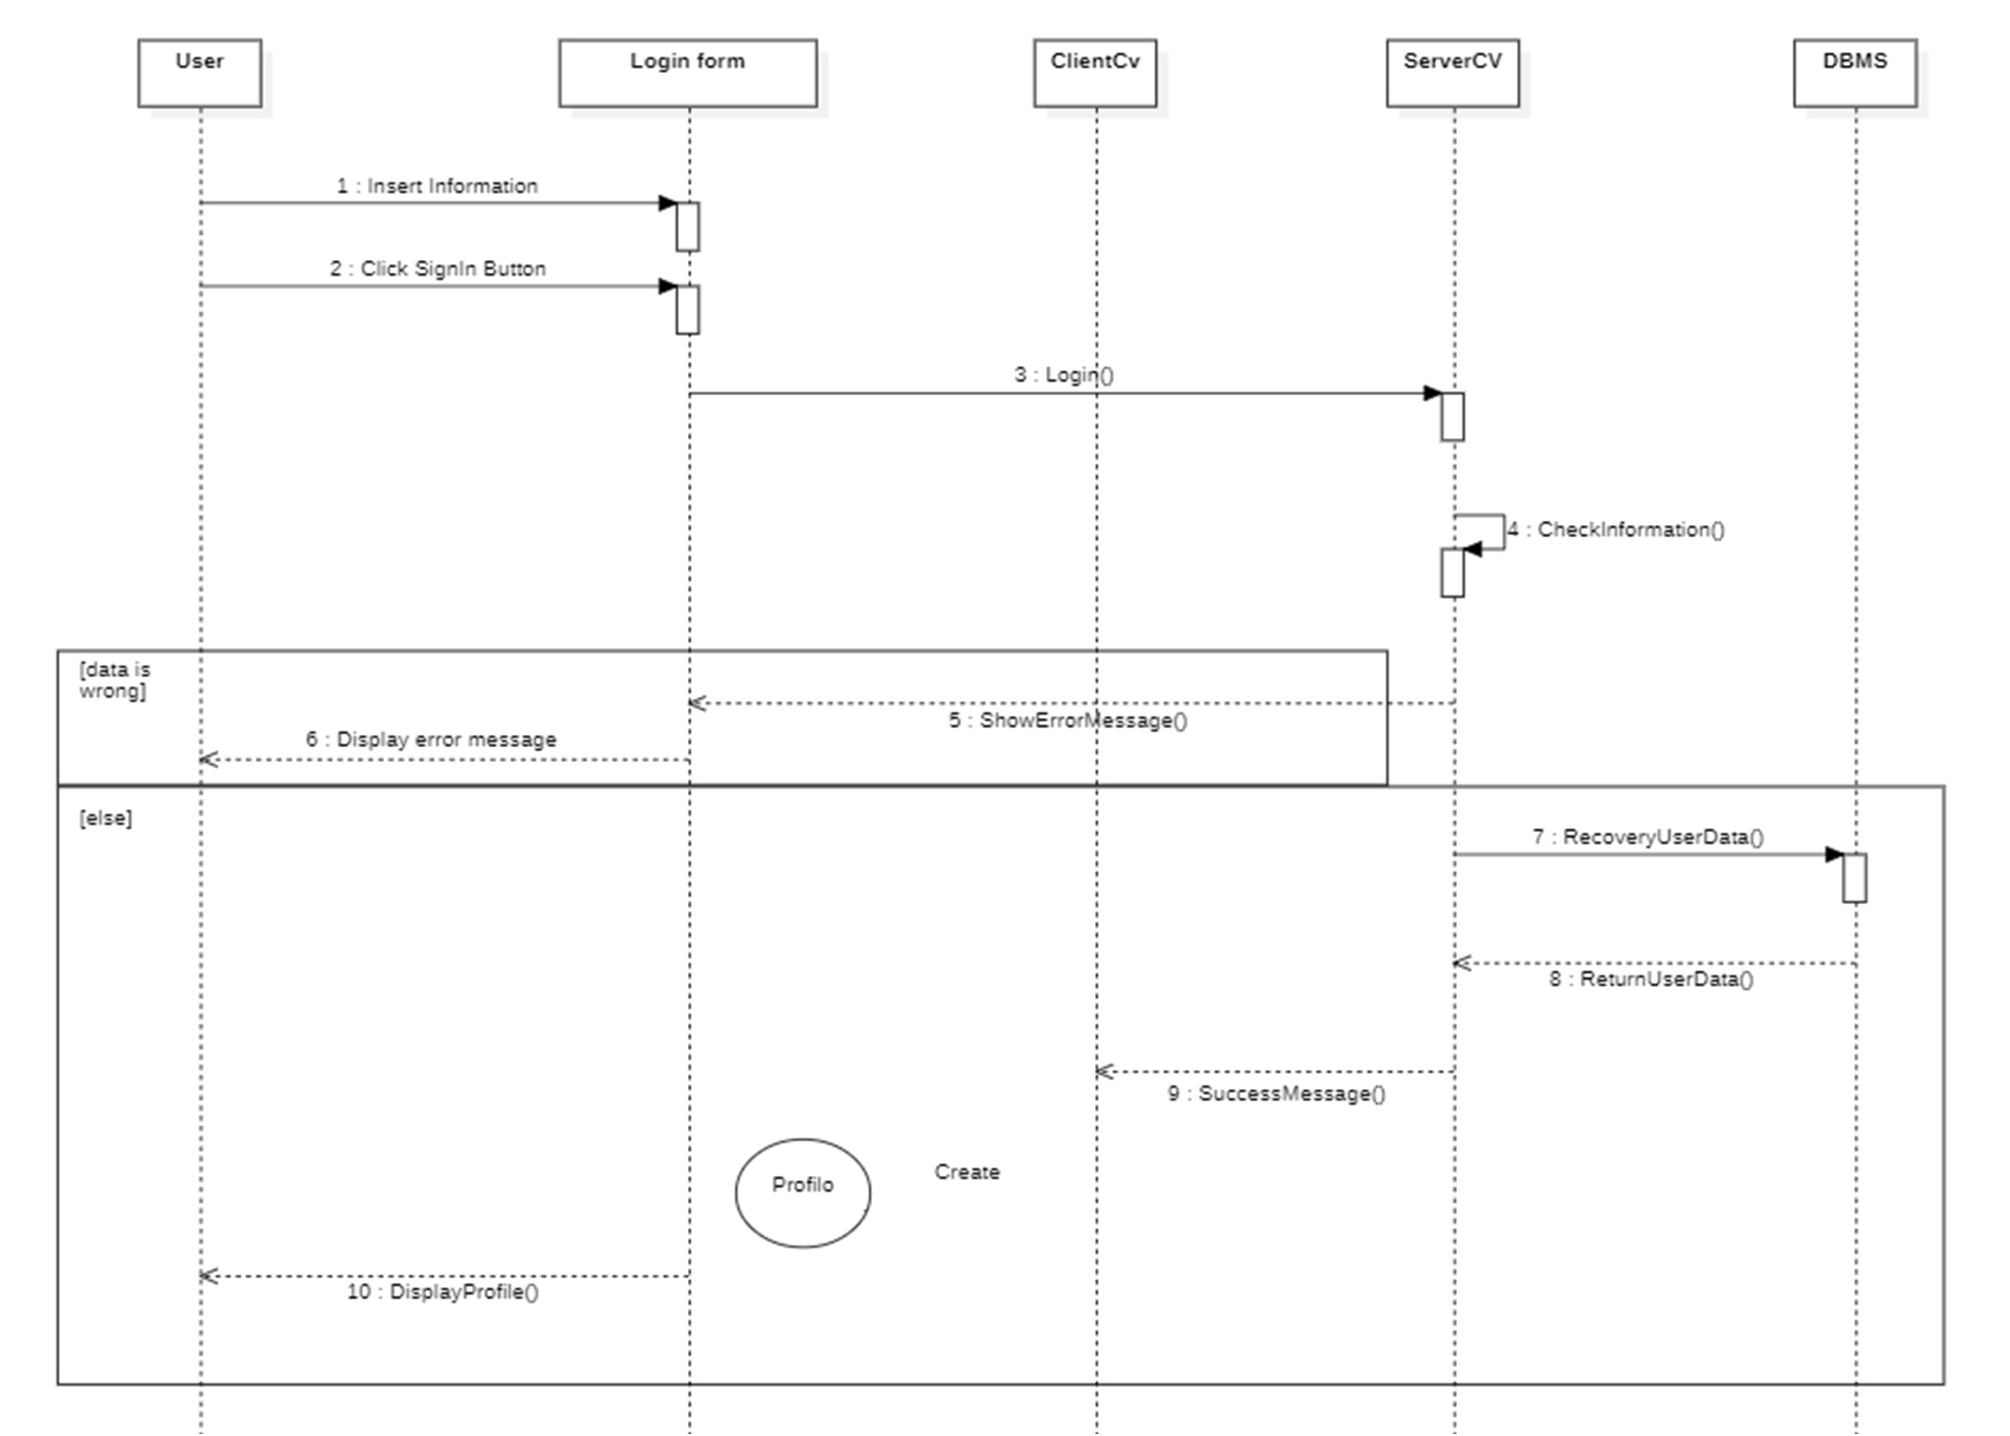 User
Login form
ClientCv
ServerCV
DBMS
1 : Insert Information
2 : Click SignIn Button
3 : Login()
4 : CheckInformation()
[data is
wrong]
5 : ShowErrorMessage()
6 : Display error message
[else]
7 : RecoveryUserData()
8 : ReturnUserData()
9 : SuccessMessage()
Profilo
Create
10 : DisplayProfile()